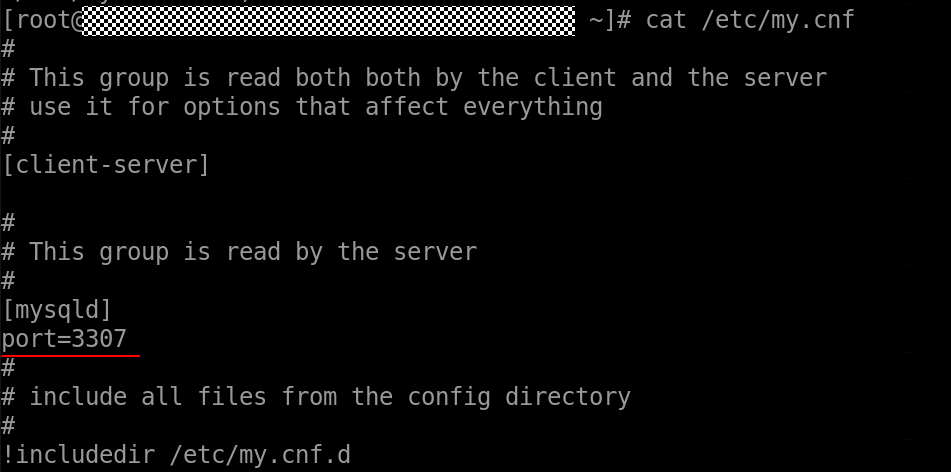 [root@ ~]# cat /etc/my.cnf
#
# This group is read both both by the client and the server
# use it for options that affect everything
#
[client-server]
#
# This group is read by the server
#
[mysqld]
port=3307
#
# include all files from the config directory
#
!includedir /etc/my.cnf.d